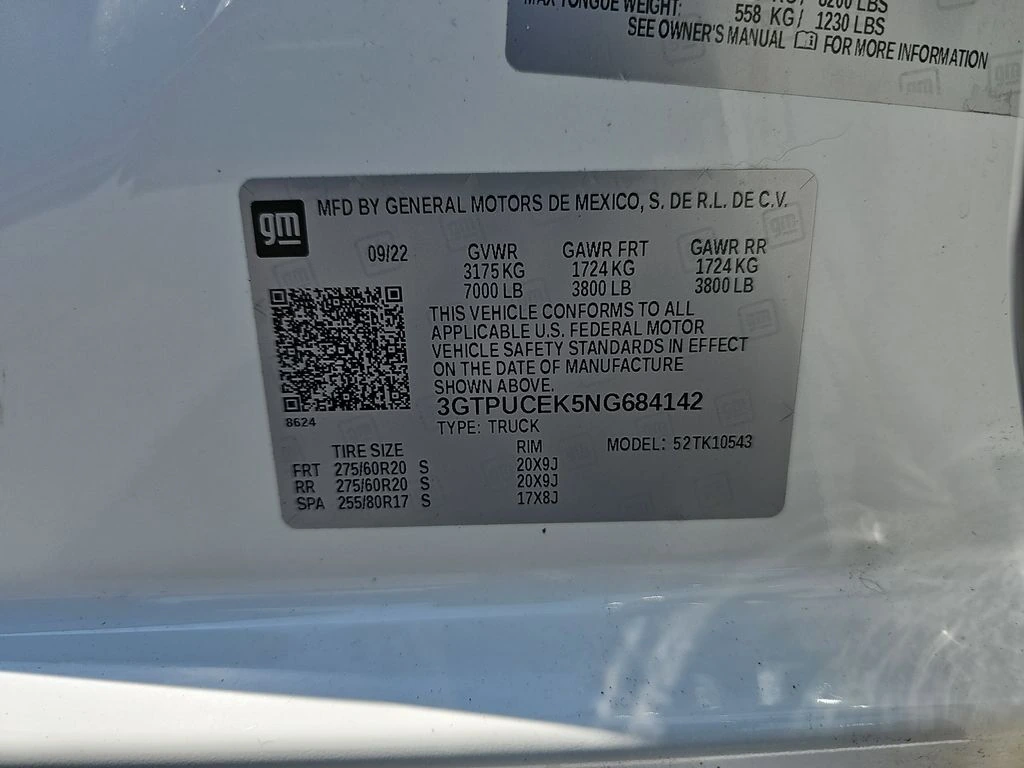 MAX TONGUE WEIGHT: 558 KG/ 1230 LBS
SEE OWNER'S MANUAL FOR MORE INFORMATION
gm
MFD BY GENERAL MOTORS DE MEXICO, S. DE R.L. DE C.V.
09/22 GVWR GAWR FRT GAWR RR
3175 KG 1724 KG 1724 KG
7000 LB 3800 LB 3800 LB
THIS VEHICLE CONFORMS TO ALL
APPLICABLE U.S. FEDERAL MOTOR
VEHICLE SAFETY STANDARDS IN EFFECT
ON THE DATE OF MANUFACTURE
SHOWN ABOVE.
8624
3GTPUCEK5NG684142
TYPE: TRUCK
TIRE SIZE RIM MODEL: 52TK10543
FRT 275/60R20 S 20X9J
RR 275/60R20 S 20X9J
SPA 255/80R17 S 17X8J